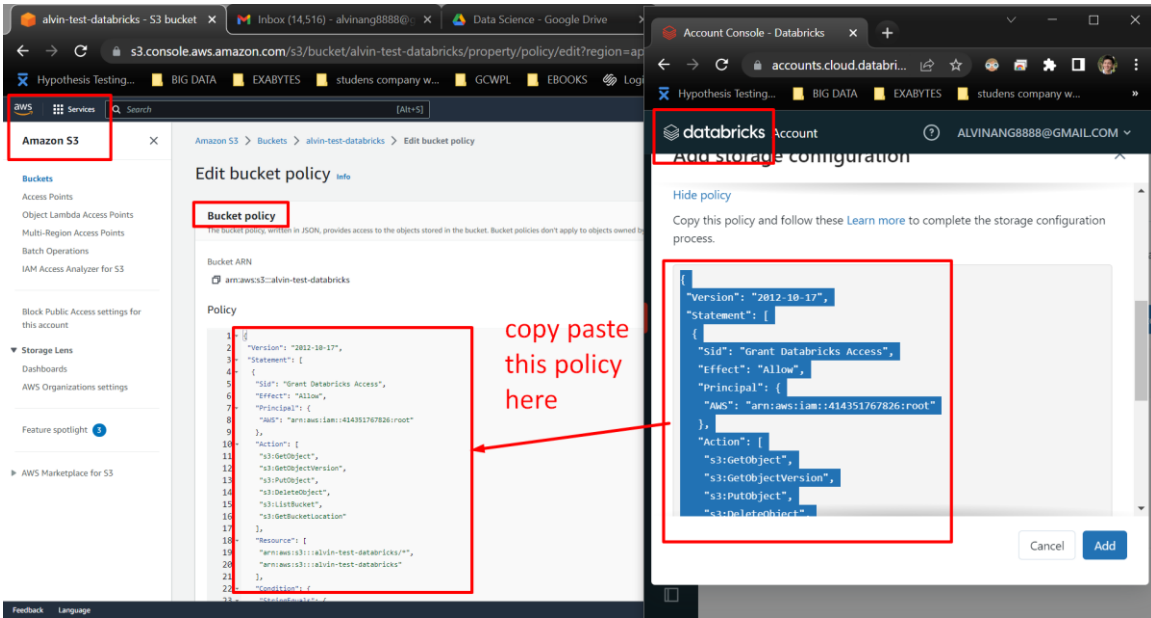 alvin-test-databricks - S3 bucket
Inbox (14,516) - alvinang8888@g
Data Science - Google Drive
s3.console.aws.amazon.com/s3/bucket/alvin-test-databricks/property/policy/edit?region=ap
Hypothesis Testing...
BIG DATA
EXABYTES
studens company w...
GCWPL
EBOOKS
Logi
aws
Services
Search
[Alt+S]
Amazon S3
Buckets
Access Points
Object Lambda Access Points
Multi-Region Access Points
Batch Operations
IAM Access Analyzer for S3
Block Public Access settings for
this account
Storage Lens
Dashboards
AWS Organizations settings
Feature spotlight 3
AWS Marketplace for S3
Feedback Language
Amazon S3 > Buckets > alvin-test-databricks > Edit bucket policy
Edit bucket policy Info
Bucket policy
The bucket policy, written in JSON, provides access to the objects stored in the bucket. Bucket policies don't apply to objects owned b
Bucket ARN
arn:aws:s3:::alvin-test-databricks
Policy
1 {
2 "Version": "2012-10-17",
3 "Statement": [
4 {
5 "Sid": "Grant Databricks Access",
6 "Effect": "Allow",
7 "Principal": {
8 "AWS": "arn:aws:iam::414351767826:root"
9 },
10 "Action": [
11 "s3:GetObject",
12 "s3:GetObjectVersion",
13 "s3:PutObject",
14 "s3:DeleteObject",
15 "s3:ListBucket",
16 "s3:GetBucketLocation"
17 ],
18 "Resource": [
19 "arn:aws:s3:::alvin-test-databricks/*",
20 "arn:aws:s3:::alvin-test-databricks"
21 ],
22 "Condition": {
23 "StringEquals": {
copy paste
this policy
here
Account Console - Databricks
accounts.cloud.databri...
Hypothesis Testing...
BIG DATA
EXABYTES
studens company w...
databricks Account
ALVINANG8888@GMAIL.COM
Add storage configuration
Hide policy
Copy this policy and follow these Learn more to complete the storage configuration
process.
{
"Version": "2012-10-17",
"Statement": [
{
"Sid": "Grant Databricks Access",
"Effect": "Allow",
"Principal": {
"AWS": "arn:aws:iam::414351767826:root"
},
"Action": [
"s3:GetObject",
"s3:GetObjectVersion",
"s3:PutObject",
"s3:DeleteObject",
Cancel
Add